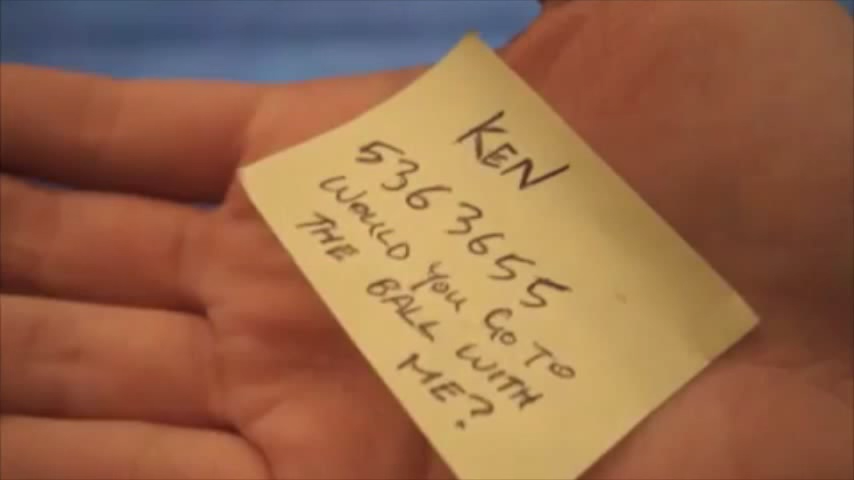 KEN
5363655
WOULD YOU GO TO
THE BALL WITH
ME?